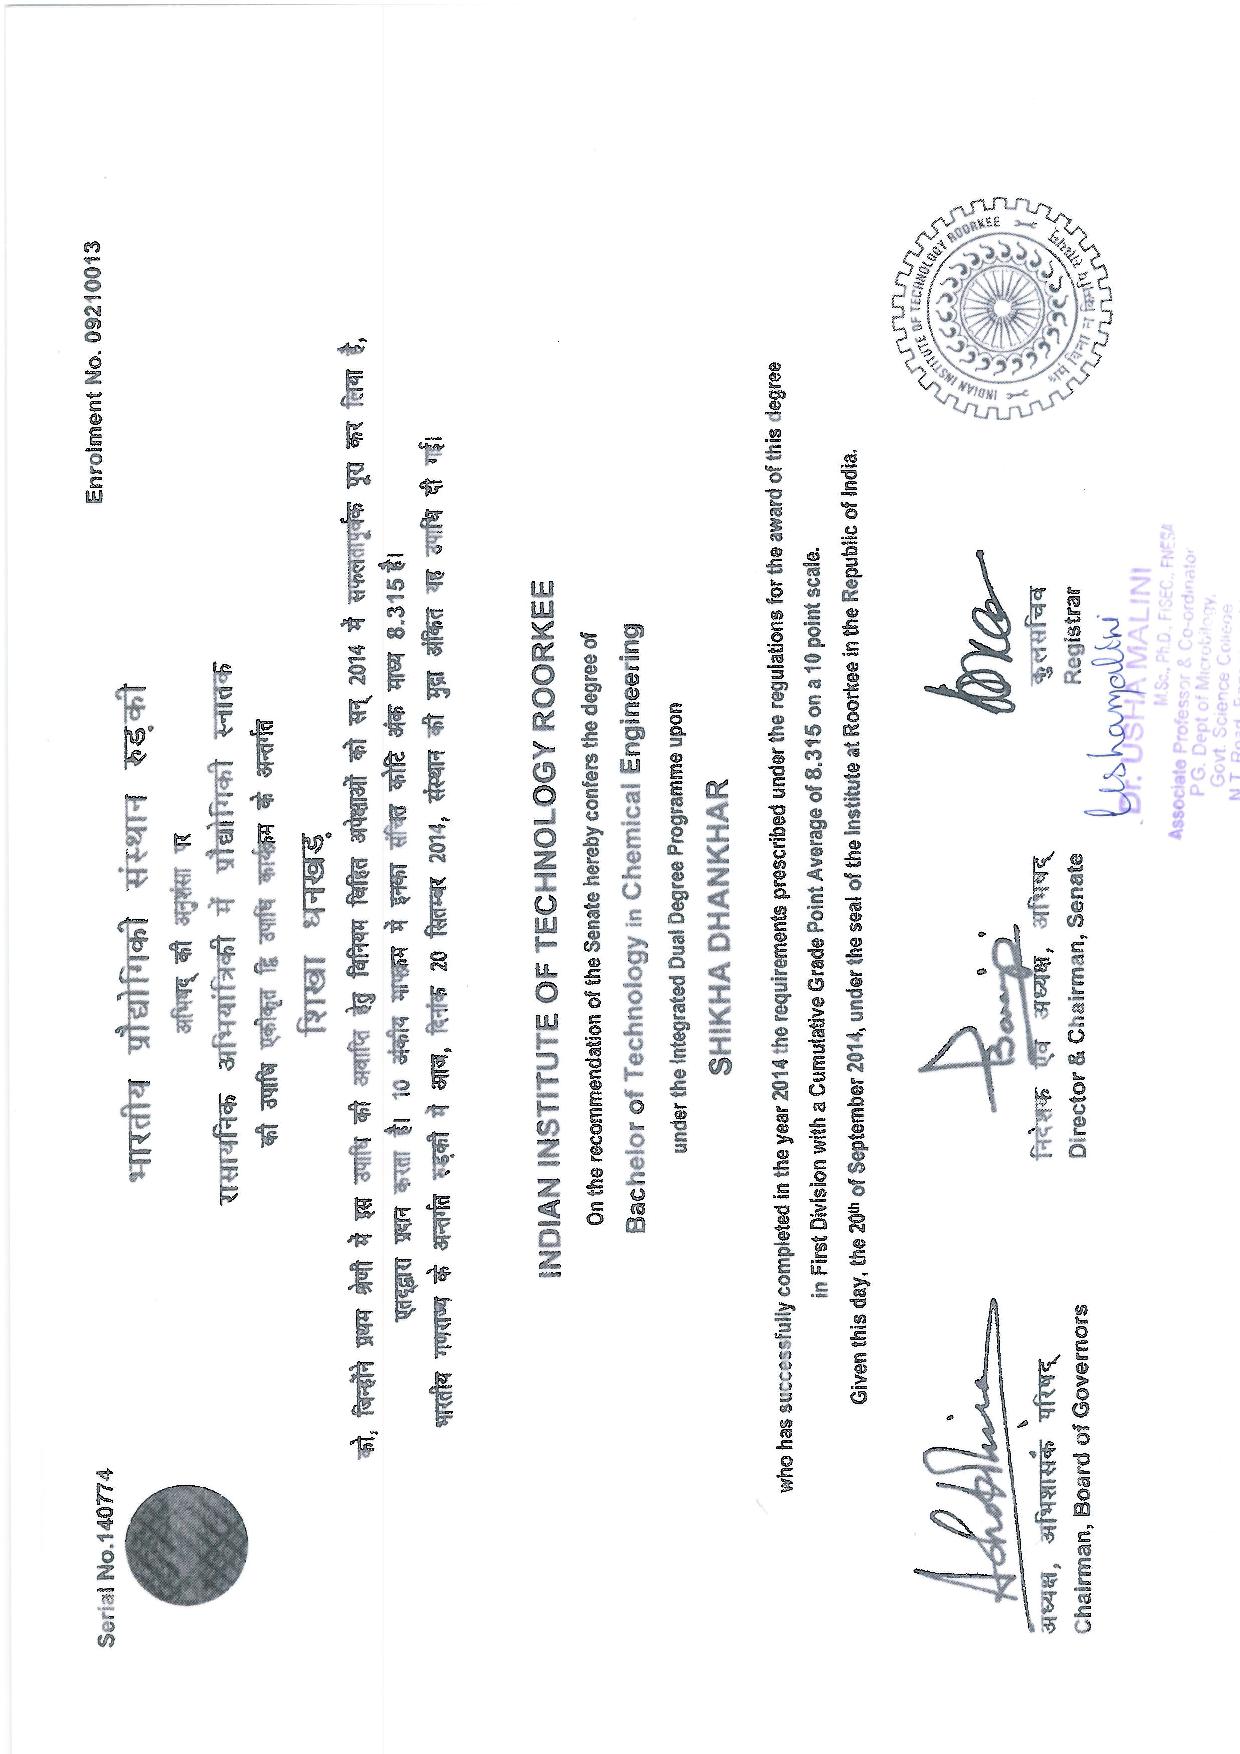 Serial No.140774
Enrolment No. 09210013
भारतीय प्रौद्योगिकी संस्थान रुड़की
अभिषद् की अनुशंसा पर
रासायनिक अभियांत्रिकी में प्रौद्योगिकी स्नातक
की उपाधि एकीकृत द्वि उपाधि कार्यक्रम के अन्तर्गत
शिखा धनखड़
को, जिन्होंने प्रथम श्रेणी में इस उपाधि की अवाप्ति हेतु विनियम विहित अपेक्षाओं को सन् 2014 में सफलतापूर्वक पूरा कर लिया है,
एतद्द्वारा प्रदान करता है। 10 अंकीय मापक्रम में इनका संचित कोटि अंक माध्य 8.315 है।
भारतीय गणराज्य के अन्तर्गत रुड़की में आज, दिनांक 20 सितम्बर 2014, संस्थान की मुद्रा अंकित यह उपाधि दी गई।
INDIAN INSTITUTE OF TECHNOLOGY ROORKEE
On the recommendation of the Senate hereby confers the degree of
Bachelor of Technology in Chemical Engineering
under the Integrated Dual Degree Programme upon
SHIKHA DHANKHAR
who has successfully completed in the year 2014 the requirements prescribed under the regulations for the award of this degree
in First Division with a Cumulative Grade Point Average of 8.315 on a 10 point scale.
Given this day, the 20th of September 2014, under the seal of the Institute at Roorkee in the Republic of India.
INDIAN INSTITUTE OF TECHNOLOGY ROORKEE
अध्यक्ष, अभिशासक परिषद्
Chairman, Board of Governors
निदेशक एवं अध्यक्ष, अभिषद्
Director & Chairman, Senate
कुलसचिव
Registrar
Ushamalini
Dr. USHA MALINI
M.Sc., Ph.D., FISEC., FNESA
Associate Professor & Co-ordinator
P.G. Dept of Microbiology,
Govt. Science College
N.T. Road,